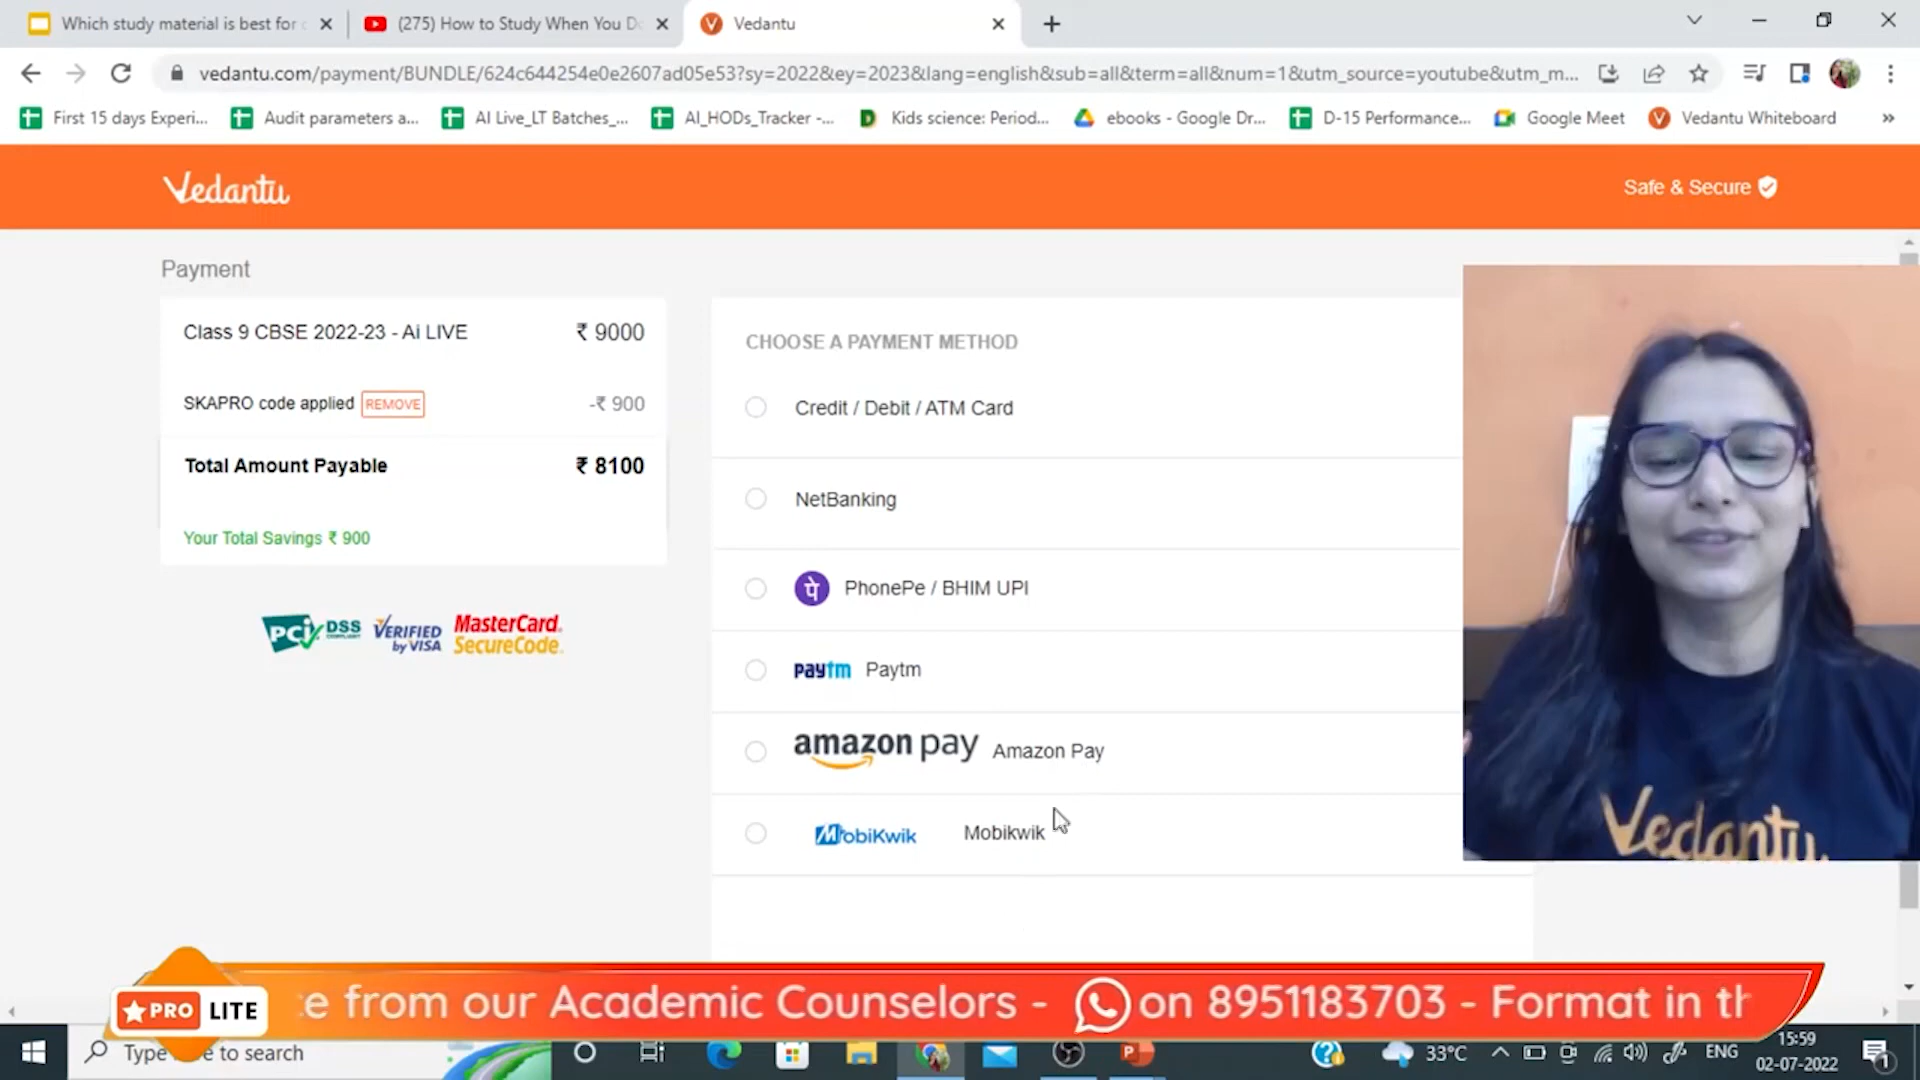 Which study material is best for c
(275) How to Study When You Do
Vedantu
vedantu.com/payment/BUNDLE/624c644254e0e2607ad05e53?sy=2022&ey=2023&lang=english&sub=all&term=all&num=1&utm_source=youtube&utm_m...
First 15 days Experi...
Audit parameters a...
AI Live_LT Batches_...
AI_HODs_Tracker -...
Kids science: Period...
ebooks - Google Dr...
D-15 Performance...
Google Meet
Vedantu Whiteboard
»
Vedantu
Safe & Secure
Payment
Class 9 CBSE 2022-23 - Ai LIVE ₹ 9000
SKAPRO code applied REMOVE -₹ 900
Total Amount Payable ₹ 8100
Your Total Savings ₹ 900
PCI DSS COMPLIANT
VERIFIED by VISA
MasterCard. SecureCode.
CHOOSE A PAYMENT METHOD
Credit / Debit / ATM Card
NetBanking
पे PhonePe / BHIM UPI
paytm Paytm
amazon pay Amazon Pay
MobiKwik Mobikwik
Vedantu
PRO LITE
e from our Academic Counselors - on 8951183703 - Format in th
Type to search
33°C
ENG
15:59
02-07-2022
1